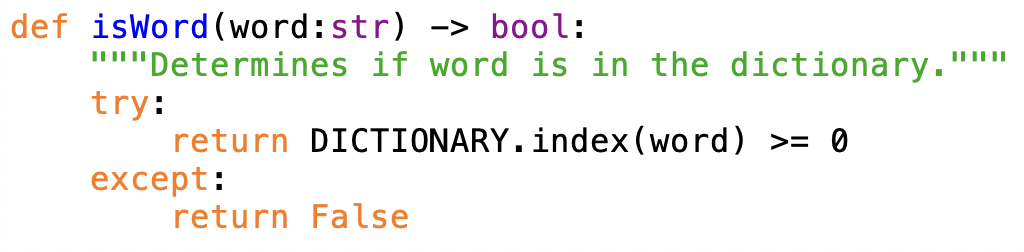 def isWord(word:str) -> bool:
    """Determines if word is in the dictionary."""
    try:
        return DICTIONARY.index(word) >= 0
    except:
        return False